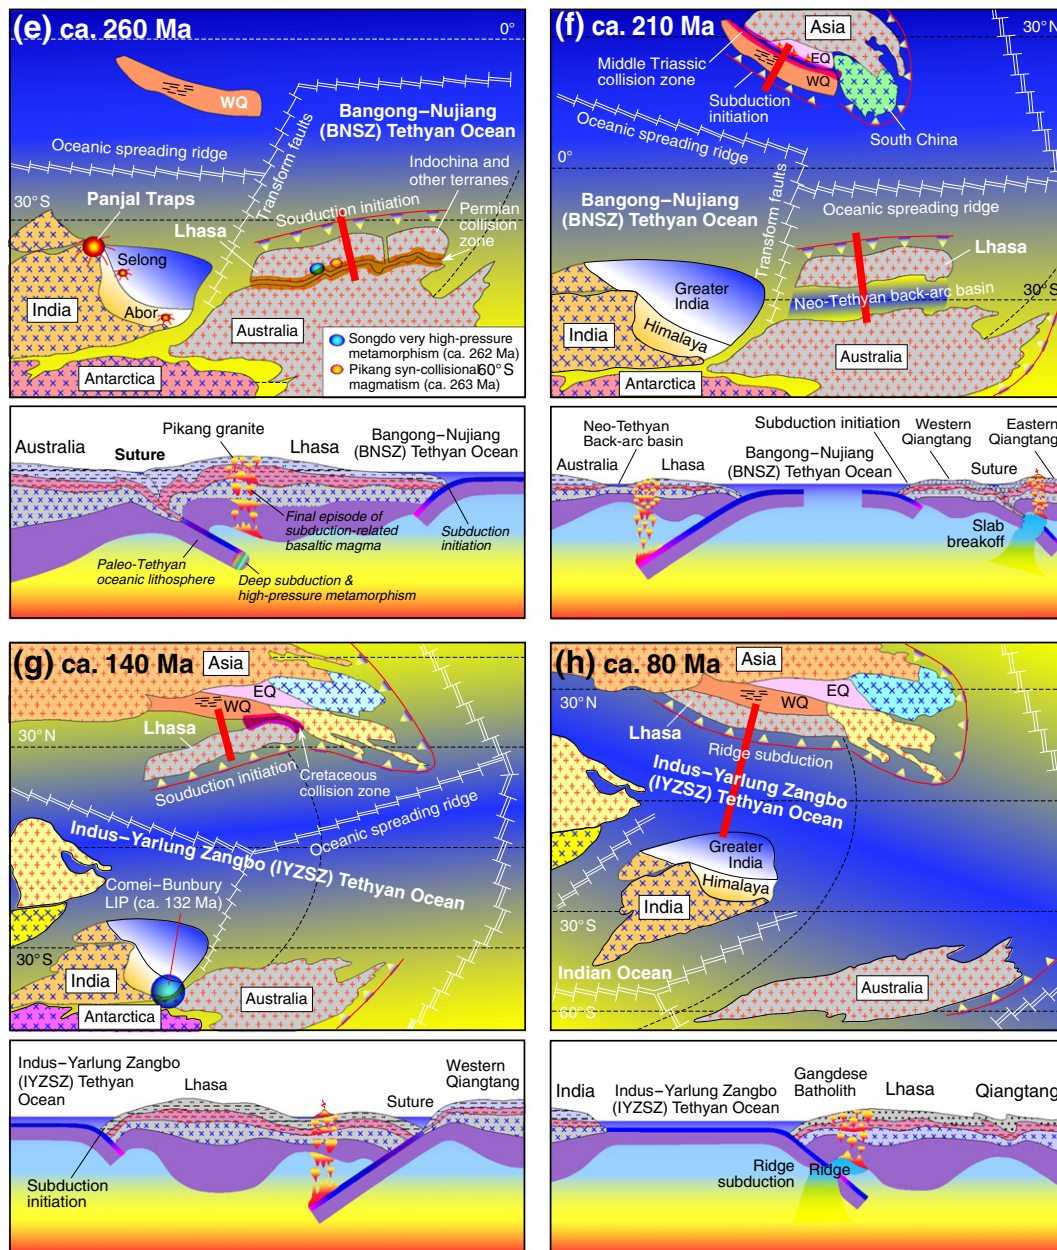 (e) ca. 260 Ma
0°
WQ
Bangong–Nujiang
(BNSZ) Tethyan Ocean
Oceanic spreading ridge
Transform faults
Indochina and
other terranes
30°S
Panjal Traps
Souduction initiation
Permian
collision
zone
Lhasa
Selong
India
Abor
Australia
Antarctica
Songdo very high-pressure
metamorphism (ca. 262 Ma)
Pikang syn-collisional
magmatism (ca. 263 Ma)
60°S
Pikang granite
Australia
Suture
Lhasa
Bangong–Nujiang
(BNSZ) Tethyan Ocean
Final episode of
subduction-related
basaltic magma
Subduction
initiation
Paleo-Tethyan
oceanic lithosphere
Deep subduction &
high-pressure metamorphism
(f) ca. 210 Ma
Asia
30°N
EQ
WQ
Middle Triassic
collision zone
Subduction
initiation
South China
Oceanic spreading ridge
0°
Transform faults
Bangong–Nujiang
(BNSZ) Tethyan Ocean
Oceanic spreading ridge
Lhasa
Greater
India
Neo-Tethyan back-arc basin
30°S
India
Himalaya
Australia
Antarctica
Neo-Tethyan
Back-arc basin
Subduction initiation
Western
Qiangtang
Eastern
Qiangtang
Australia
Lhasa
Bangong–Nujiang
(BNSZ) Tethyan Ocean
Suture
Slab
breakoff
(g) ca. 140 Ma
Asia
EQ
WQ
Lhasa
30°N
Souduction initiation
Cretaceous
collision zone
Oceanic spreading ridge
Indus–Yarlung Zangbo (IYZSZ) Tethyan Ocean
Comei–Bunbury
LIP (ca. 132 Ma)
30°S
India
Australia
Antarctica
Indus–Yarlung Zangbo
(IYZSZ) Tethyan
Ocean
Lhasa
Western
Qiangtang
Suture
Subduction
initiation
(h) ca. 80 Ma
Asia
EQ
30°N
WQ
Lhasa
Ridge subduction
Indus–Yarlung Zangbo
(IYZSZ) Tethyan Ocean
Greater
India
Himalaya
India
30°S
Indian Ocean
Australia
60°S
India
Indus–Yarlung Zangbo
(IYZSZ) Tethyan Ocean
Gangdese
Batholith
Lhasa
Qiangtang
Ridge
subduction
Ridge